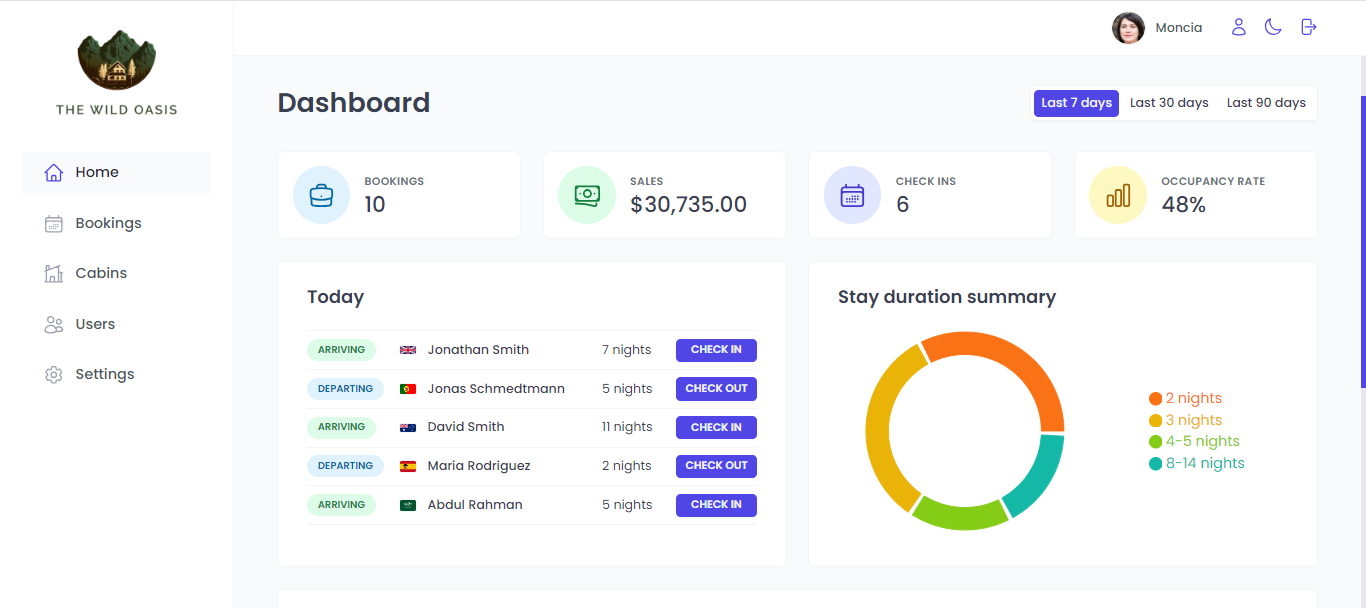 THE WILD OASIS
Home
Bookings
Cabins
Users
Settings
Moncia
Dashboard
Last 7 days Last 30 days Last 90 days
BOOKINGS
10
SALES
$30,735.00
CHECK INS
6
OCCUPANCY RATE
48%
Today
ARRIVING Jonathan Smith 7 nights CHECK IN
DEPARTING Jonas Schmedtmann 5 nights CHECK OUT
ARRIVING David Smith 11 nights CHECK IN
DEPARTING Maria Rodriguez 2 nights CHECK OUT
ARRIVING Abdul Rahman 5 nights CHECK IN
Stay duration summary
2 nights
3 nights
4-5 nights
8-14 nights